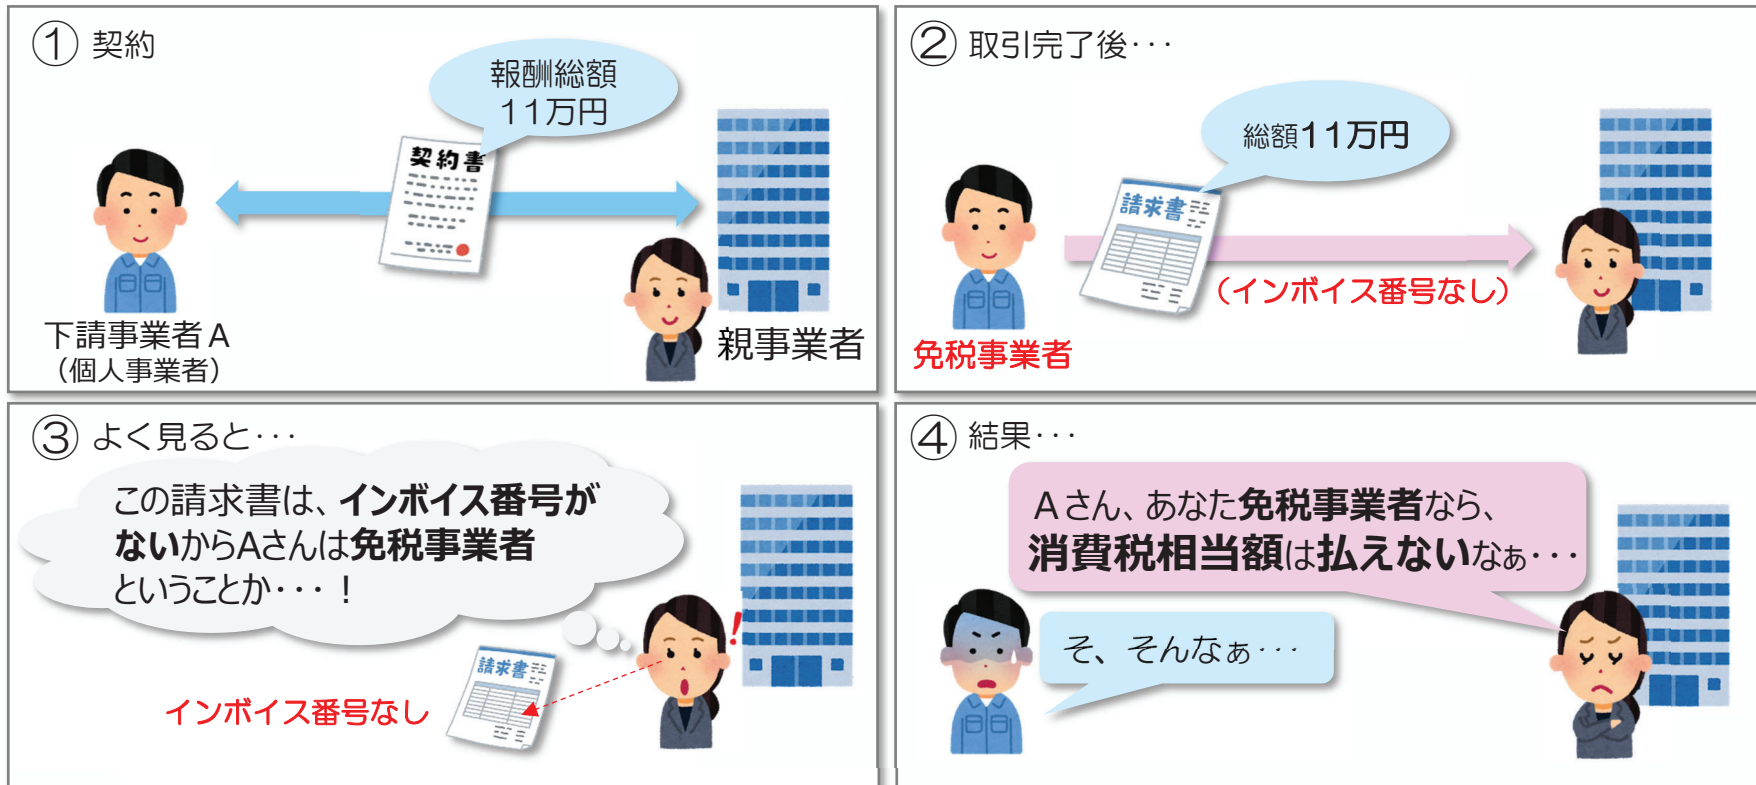 ① 契約
報酬総額
11万円
契約書
下請事業者A
（個人事業者）
親事業者
② 取引完了後･･･
総額11万円
請求書
（インボイス番号なし）
免税事業者
③ よく見ると･･･
この請求書は、インボイス番号が
ないからAさんは免税事業者
ということか･･･！
！
請求書
インボイス番号なし
④ 結果･･･
Aさん、あなた免税事業者なら、
消費税相当額は払えないなぁ･･･
そ、そんなぁ･･･